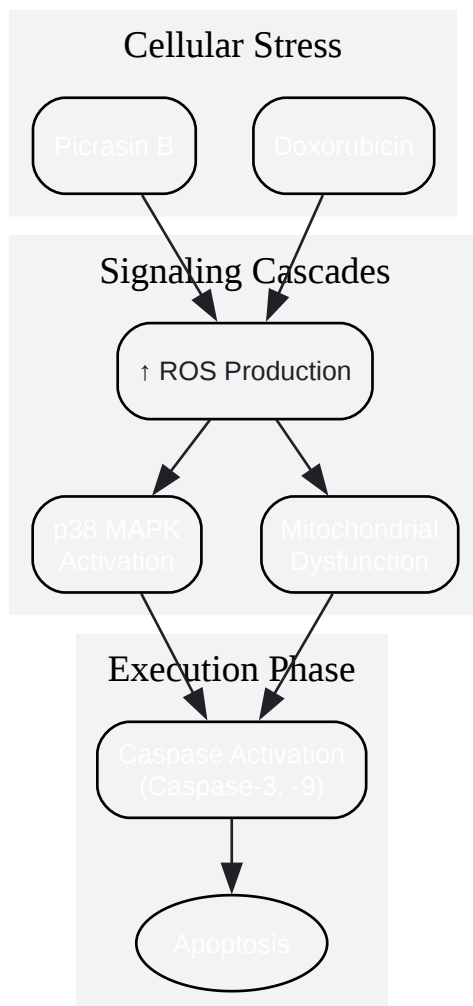 Cellular Stress
Picrasin B
Doxorubicin
Signaling Cascades
↑ ROS Production
p38 MAPK
Activation
Mitochondrial
Dysfunction
Execution Phase
Caspase Activation
(Caspase-3, -9)
Apoptosis